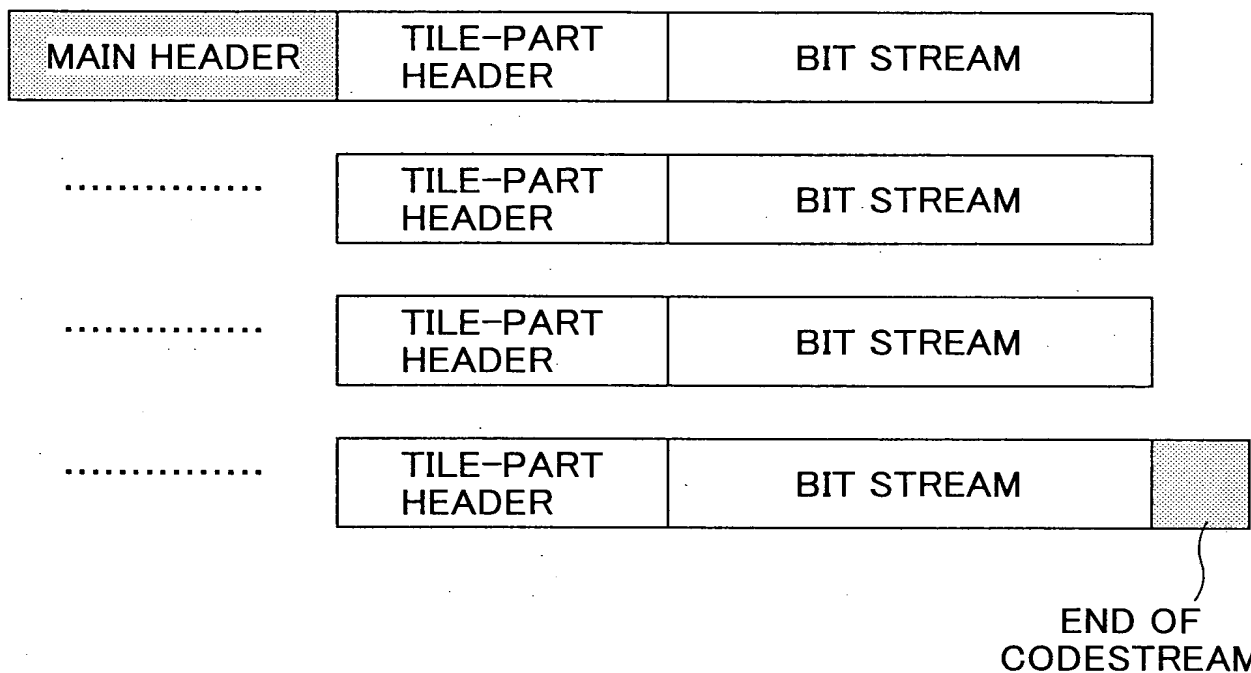 MAIN HEADER
TILE-PART
HEADER
BIT STREAM
...............
TILE-PART
HEADER
BIT STREAM
...............
TILE-PART
HEADER
BIT STREAM
...............
TILE-PART
HEADER
BIT STREAM
END OF
CODESTREAM